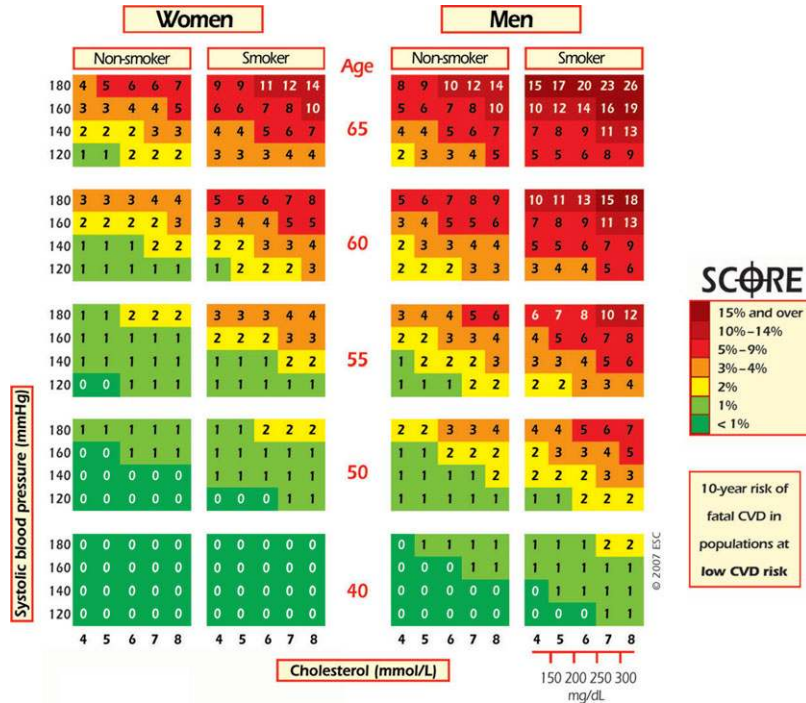 Women Men
Non-smoker Smoker Age Non-smoker Smoker
180 4 5 6 6 7 9 9 11 12 14 8 9 10 12 14 15 17 20 23 26
160 3 3 4 4 5 6 6 7 8 10 5 6 7 8 10 10 12 14 16 19
65
140 2 2 2 3 3 4 4 5 6 7 4 4 5 6 7 7 8 9 11 13
120 1 1 2 2 2 3 3 3 4 4 2 3 3 4 5 5 5 6 8 9
180 3 3 3 4 4 5 5 6 7 8 5 6 7 8 9 10 11 13 15 18
160 2 2 2 2 3 3 4 4 5 5 3 4 5 5 6 7 8 9 11 13
60
140 1 1 1 2 2 2 2 3 3 4 2 3 3 4 4 5 5 6 7 9
120 1 1 1 1 1 1 2 2 2 3 2 2 2 3 3 3 4 4 5 6
180 1 1 2 2 2 3 3 3 4 4 3 4 4 5 6 6 7 8 10 12
160 1 1 1 1 1 2 2 2 3 3 2 2 3 3 4 4 5 6 7 8
55
140 1 1 1 1 1 1 1 1 2 2 1 2 2 2 3 3 3 4 5 6
120 0 0 1 1 1 1 1 1 1 1 1 1 1 2 2 2 2 3 3 4
180 1 1 1 1 1 1 1 2 2 2 2 2 3 3 4 4 4 5 6 7
160 0 0 1 1 1 1 1 1 1 1 1 1 2 2 2 2 3 3 4 5
50
140 0 0 0 0 0 1 1 1 1 1 1 1 1 1 2 2 2 2 3 3
120 0 0 0 0 0 0 0 0 1 1 1 1 1 1 1 1 1 2 2 2
180 0 0 0 0 0 0 0 0 0 0 0 1 1 1 1 1 1 1 2 2
160 0 0 0 0 0 0 0 0 0 0 0 0 0 1 1 1 1 1 1 1
40
140 0 0 0 0 0 0 0 0 0 0 0 0 0 0 0 0 1 1 1 1
120 0 0 0 0 0 0 0 0 0 0 0 0 0 0 0 0 0 0 1 1
4 5 6 7 8 4 5 6 7 8 4 5 6 7 8 4 5 6 7 8
Systolic blood pressure (mmHg)
Cholesterol (mmol/L)
150 200 250 300
mg/dL
© 2007 ESC
SCORE
15% and over
10%–14%
5%–9%
3%–4%
2%
1%
< 1%
10-year risk of
fatal CVD in
populations at
low CVD risk